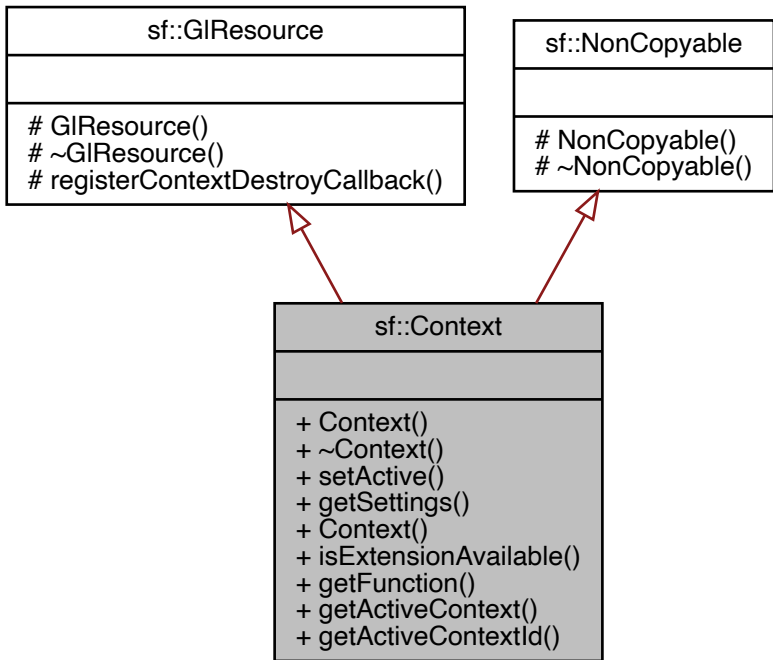 sf::GlResource
# GlResource()
# ~GlResource()
# registerContextDestroyCallback()
sf::NonCopyable
# NonCopyable()
# ~NonCopyable()
sf::Context
+ Context()
+ ~Context()
+ setActive()
+ getSettings()
+ Context()
+ isExtensionAvailable()
+ getFunction()
+ getActiveContext()
+ getActiveContextId()